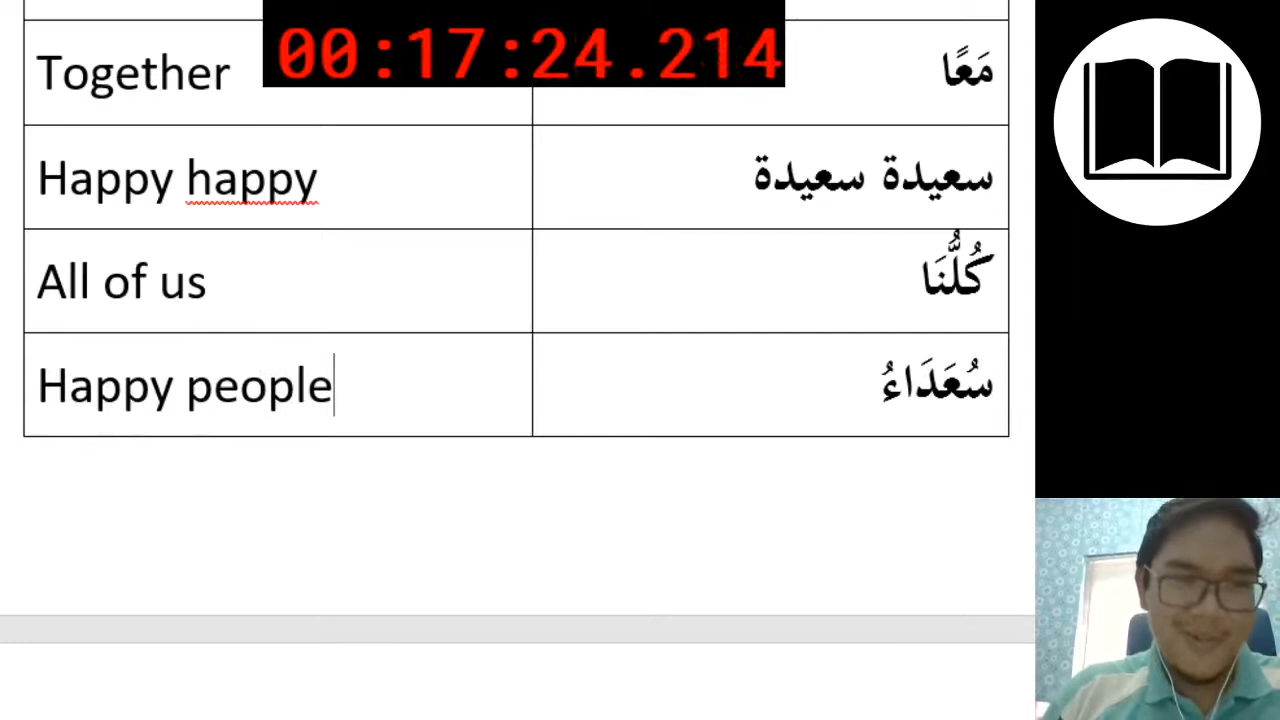 00:17:24.214
Together
مَعًا
Happy happy
سعيدة سعيدة
All of us
كُلُّنَا
Happy people
سُعَدَاءُ